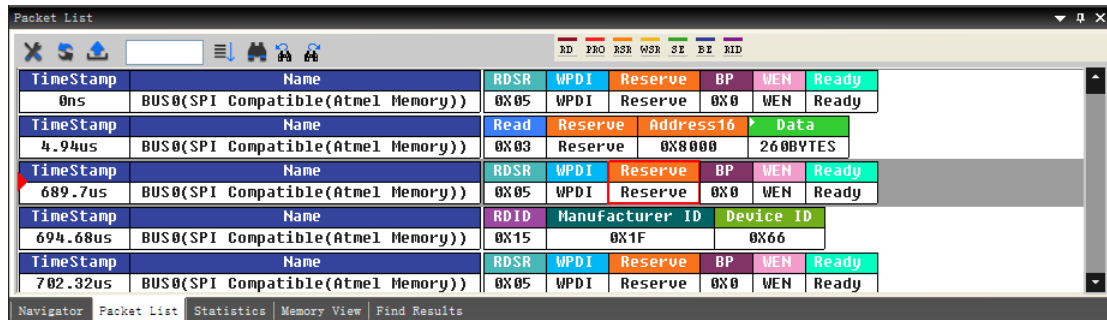 Packet List
RD PRO RSR WSR SE BE RID
TimeStamp Name RDSR WPDI Reserve BP WEN Ready
0ns BUS0(SPI Compatible(Atmel Memory)) 0X05 WPDI Reserve 0X0 WEN Ready
TimeStamp Name Read Reserve Address16 Data
4.94us BUS0(SPI Compatible(Atmel Memory)) 0X03 Reserve 0X8000 260BYTES
TimeStamp Name RDSR WPDI Reserve BP WEN Ready
689.7us BUS0(SPI Compatible(Atmel Memory)) 0X05 WPDI Reserve 0X0 WEN Ready
TimeStamp Name RDID Manufacturer ID Device ID
694.68us BUS0(SPI Compatible(Atmel Memory)) 0X15 0X1F 0X66
TimeStamp Name RDSR WPDI Reserve BP WEN Ready
702.32us BUS0(SPI Compatible(Atmel Memory)) 0X05 WPDI Reserve 0X0 WEN Ready
Navigator Packet List Statistics Memory View Find Results